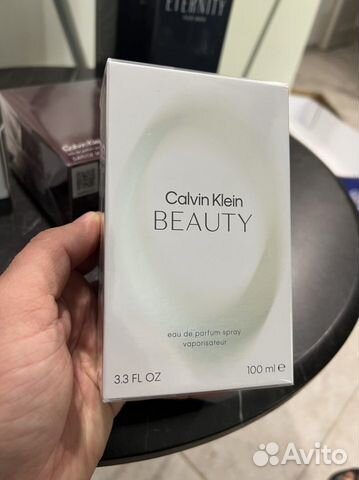 ETERNITY
Calvin Klein
Calvin Klein
BEAUTY
eau de parfum spray
vaporisateur
3.3 FL OZ
100 ml e
Avito